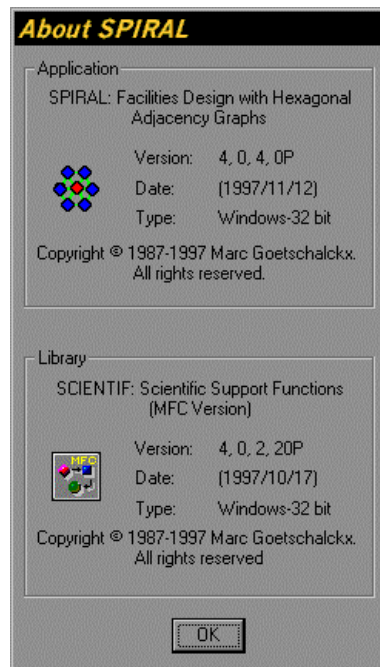 About SPIRAL
Application
SPIRAL: Facilities Design with Hexagonal
Adjacency Graphs
Version: 4, 0, 4, 0P
Date: (1997/11/12)
Type: Windows-32 bit
Copyright © 1987-1997 Marc Goetschalckx.
All rights reserved.
Library
SCIENTIF: Scientific Support Functions
(MFC Version)
MFC
Version: 4, 0, 2, 20P
Date: (1997/10/17)
Type: Windows-32 bit
Copyright © 1987-1997 Marc Goetschalckx.
All rights reserved
OK